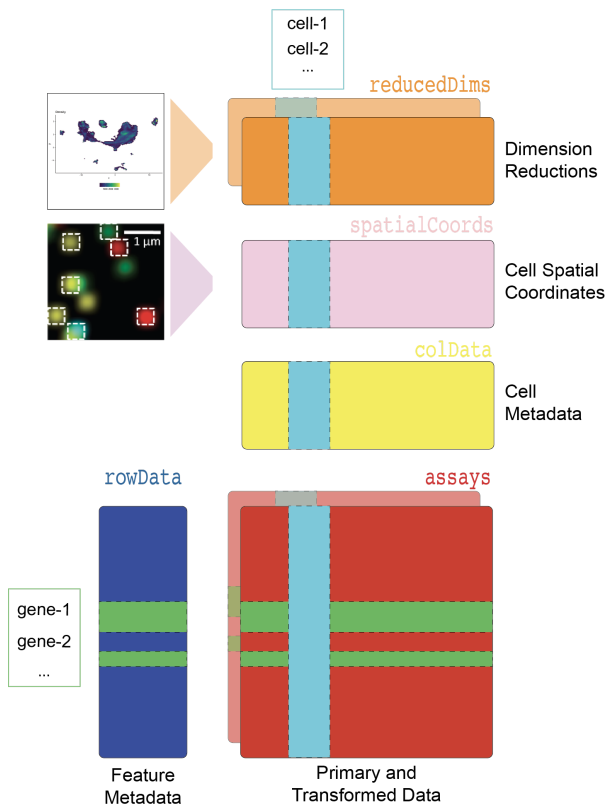 cell-1
cell-2
...
reducedDims
Dimension
Reductions
spatialCoords
1 μm
Cell Spatial
Coordinates
colData
Cell
Metadata
rowData
assays
gene-1
gene-2
...
Feature
Metadata
Primary and
Transformed Data